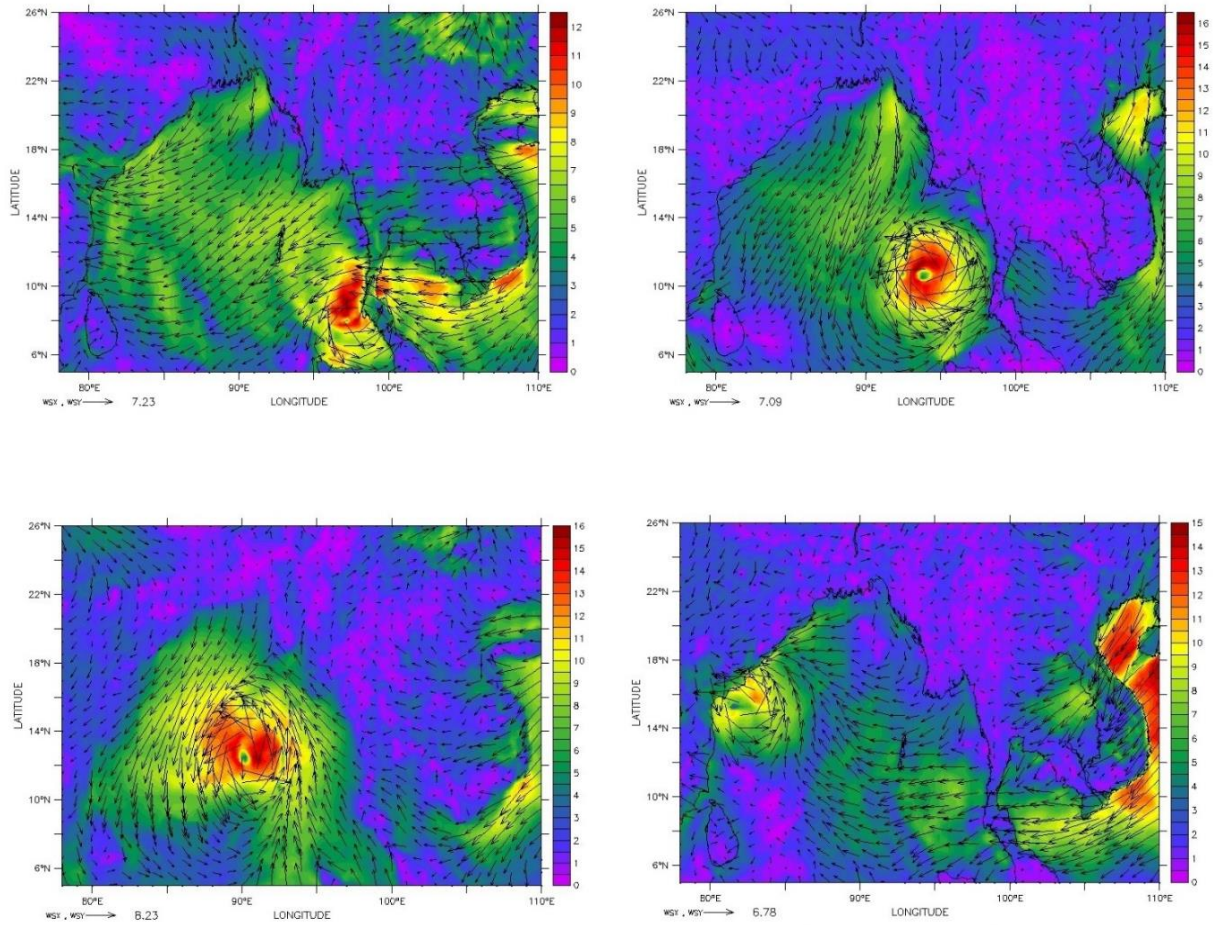 26°N
22°N
18°N
14°N
10°N
6°N
LATITUDE
80°E
90°E
100°E
110°E
LONGITUDE
WSX , WSY 7.23
12
11
10
9
8
7
6
5
4
3
2
1
0
26°N
22°N
18°N
14°N
10°N
6°N
LATITUDE
80°E
90°E
100°E
110°E
LONGITUDE
WSX , WSY 7.09
16
15
14
13
12
11
10
9
8
7
6
5
4
3
2
1
0
26°N
22°N
18°N
14°N
10°N
6°N
LATITUDE
80°E
90°E
100°E
110°E
LONGITUDE
WSX , WSY 8.23
16
15
14
13
12
11
10
9
8
7
6
5
4
3
2
1
0
26°N
22°N
18°N
14°N
10°N
6°N
LATITUDE
80°E
90°E
100°E
110°E
LONGITUDE
WSX , WSY 6.78
15
14
13
12
11
10
9
8
7
6
5
4
3
2
1
0